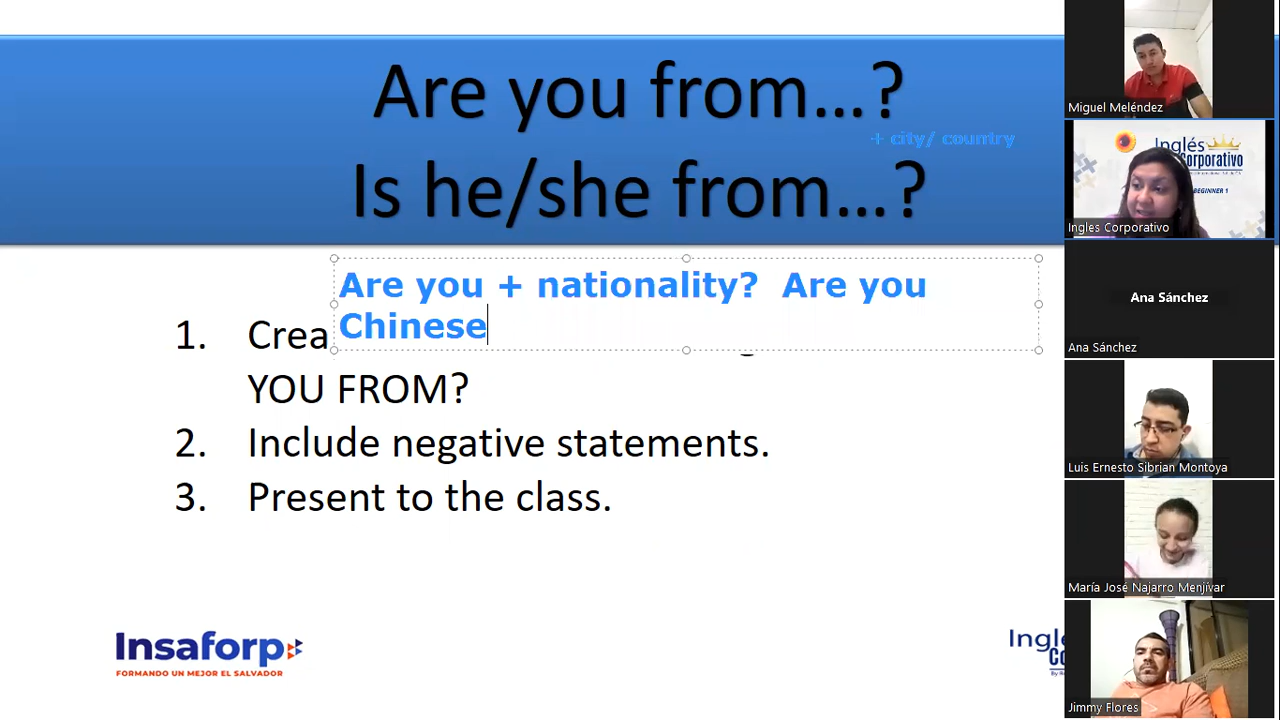 Are you from...?
+ city/ country
Is he/she from...?
Are you + nationality?  Are you
Chinese
1. Crea
YOU FROM?
2. Include negative statements.
3. Present to the class.
Insaforp
FORMANDO UN MEJOR EL SALVADOR
Miguel Meléndez
Inglés
Corporativo
BEGINNER 1
Ingles Corporativo
Ana Sánchez
Ana Sánchez
Luis Ernesto Sibrian Montoya
María José Najarro Menjívar
Jimmy Flores